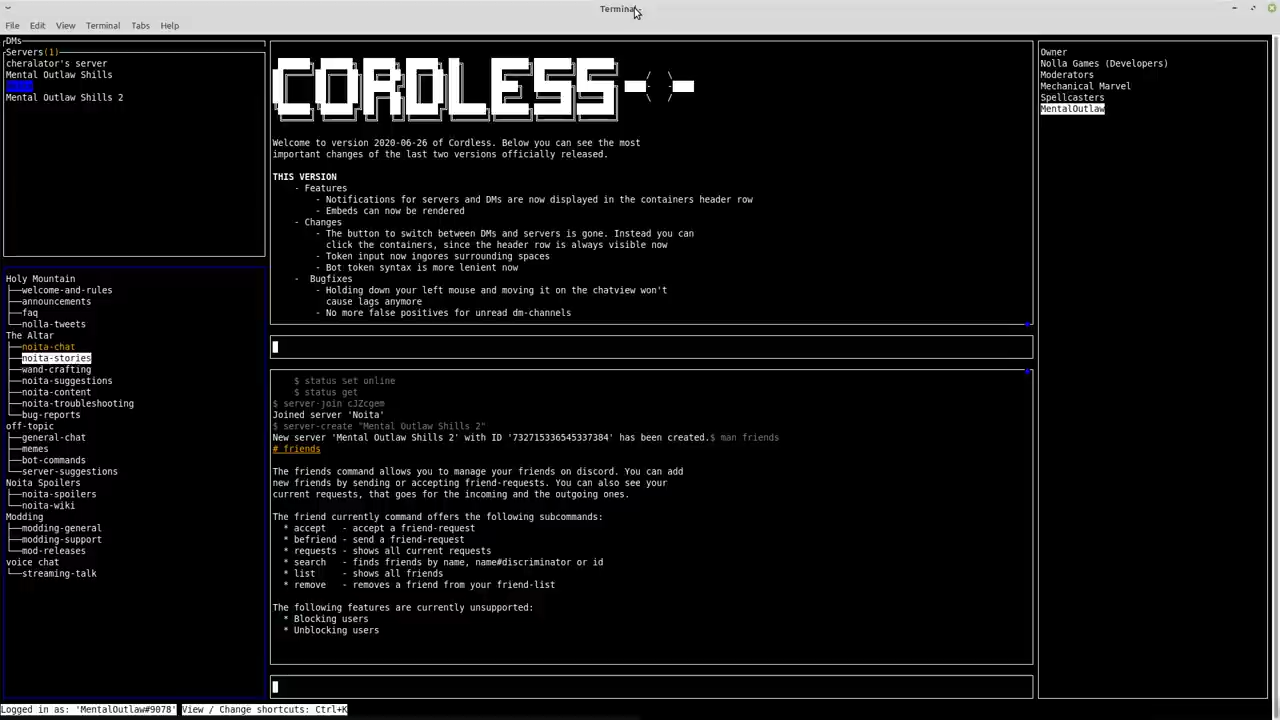 Terminal
File Edit View Terminal Tabs Help
DMs
Servers(1)
cheralator's server
Mental Outlaw Shills
Mental Outlaw Shills 2
Holy Mountain
├──welcome-and-rules
├──announcements
├──faq
└──nolla-tweets
The Altar
├──noita-chat
├──noita-stories
├──wand-crafting
├──noita-suggestions
├──noita-content
├──noita-troubleshooting
└──bug-reports
off-topic
├──general-chat
├──memes
├──bot-commands
└──server-suggestions
Noita Spoilers
├──noita-spoilers
└──noita-wiki
Modding
├──modding-general
├──modding-support
└──mod-releases
voice chat
└──streaming-talk
CORDLESS
Welcome to version 2020-06-26 of Cordless. Below you can see the most
important changes of the last two versions officially released.
THIS VERSION
- Features
- Notifications for servers and DMs are now displayed in the containers header row
- Embeds can now be rendered
- Changes
- The button to switch between DMs and servers is gone. Instead you can
click the containers, since the header row is always visible now
- Token input now ingores surrounding spaces
- Bot token syntax is more lenient now
- Bugfixes
- Holding down your left mouse and moving it on the chatview won't
cause lags anymore
- No more false positives for unread dm-channels
$ status set online
$ status get
$ server-join cJZcgem
Joined server 'Noita'
$ server-create "Mental Outlaw Shills 2"
New server 'Mental Outlaw Shills 2' with ID '732715336545337384' has been created.$ man friends
# friends
The friends command allows you to manage your friends on discord. You can add
new friends by sending or accepting friend-requests. You can also see your
current requests, that goes for the incoming and the outgoing ones.
The friend currently command offers the following subcommands:
* accept - accept a friend-request
* befriend - send a friend-request
* requests - shows all current requests
* search - finds friends by name, name#discriminator or id
* list - shows all friends
* remove - removes a friend from your friend-list
The following features are currently unsupported:
* Blocking users
* Unblocking users
Owner
Nolla Games (Developers)
Moderators
Mechanical Marvel
Spellcasters
MentalOutlaw
Logged in as: 'MentalOutlaw#9078' View / Change shortcuts: Ctrl+K